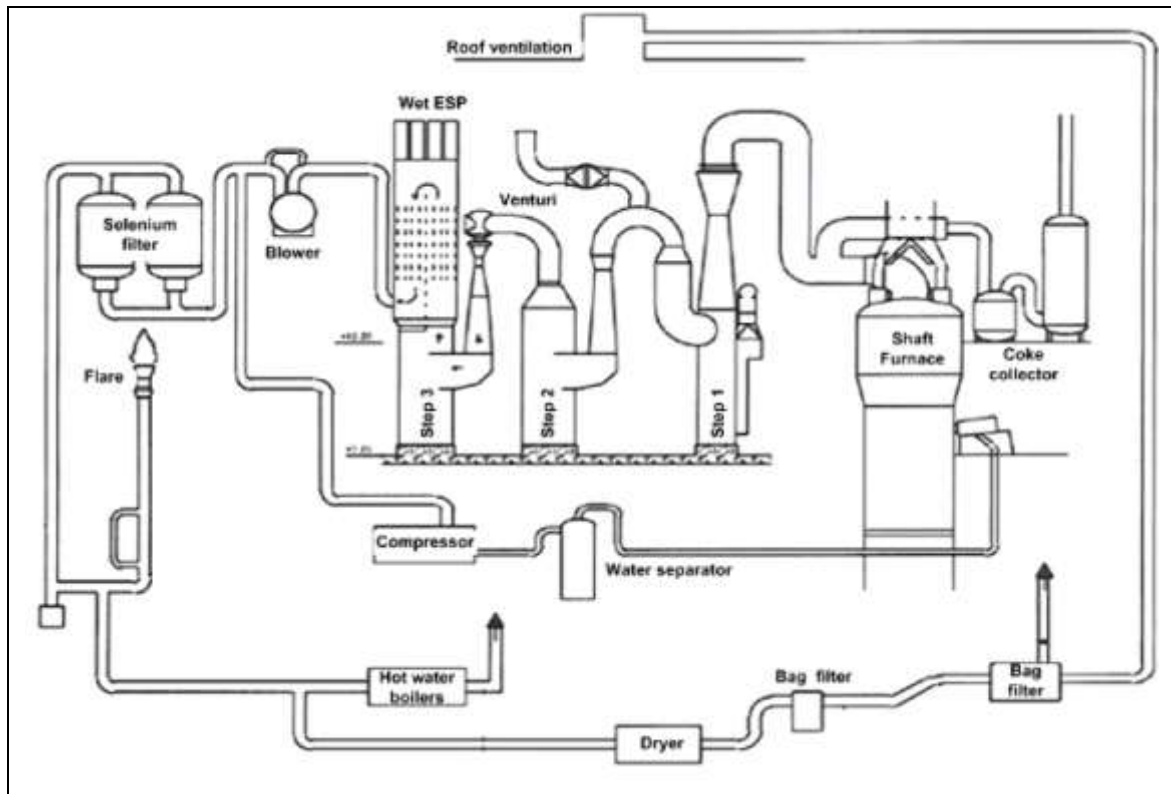 Roof ventilation
Wet ESP
Venturi
Selenium
filter
Blower
Shaft
Furnace
Coke
collector
Flare
Step 3
Step 2
Step 1
Compressor
Water separator
Hot water
boilers
Bag filter
Bag
filter
Dryer